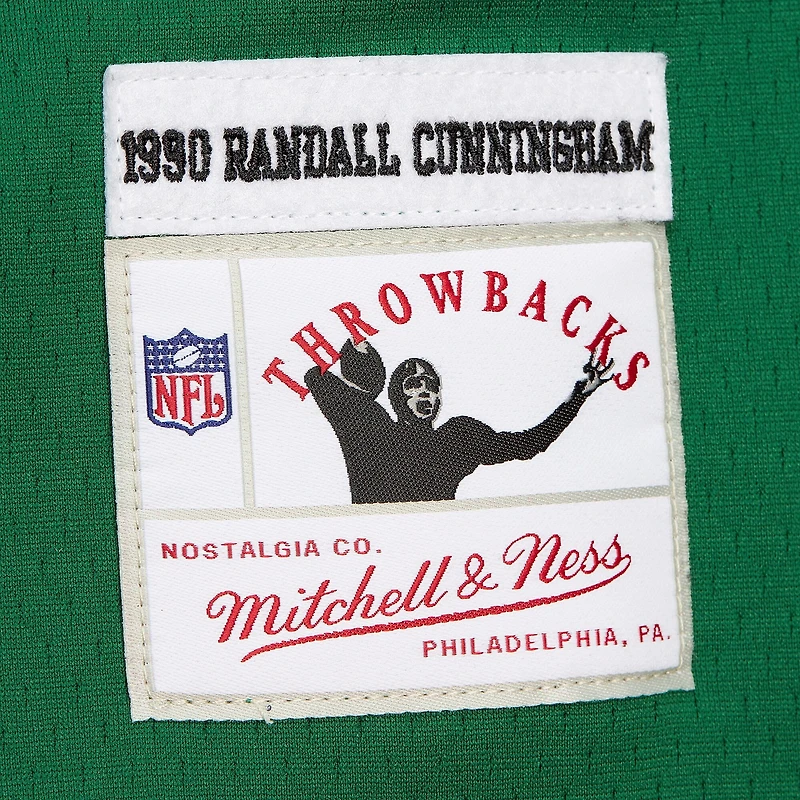 1990 RANDALL CUNNINGHAM
THROWBACKS
NFL
NOSTALGIA CO.
Mitchell & Ness
PHILADELPHIA, PA.